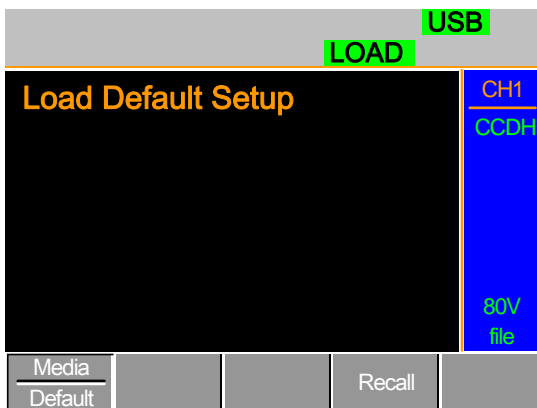 USB
LOAD
Load Default Setup
CH1
CCDH
80V
file
Media
Default
Recall